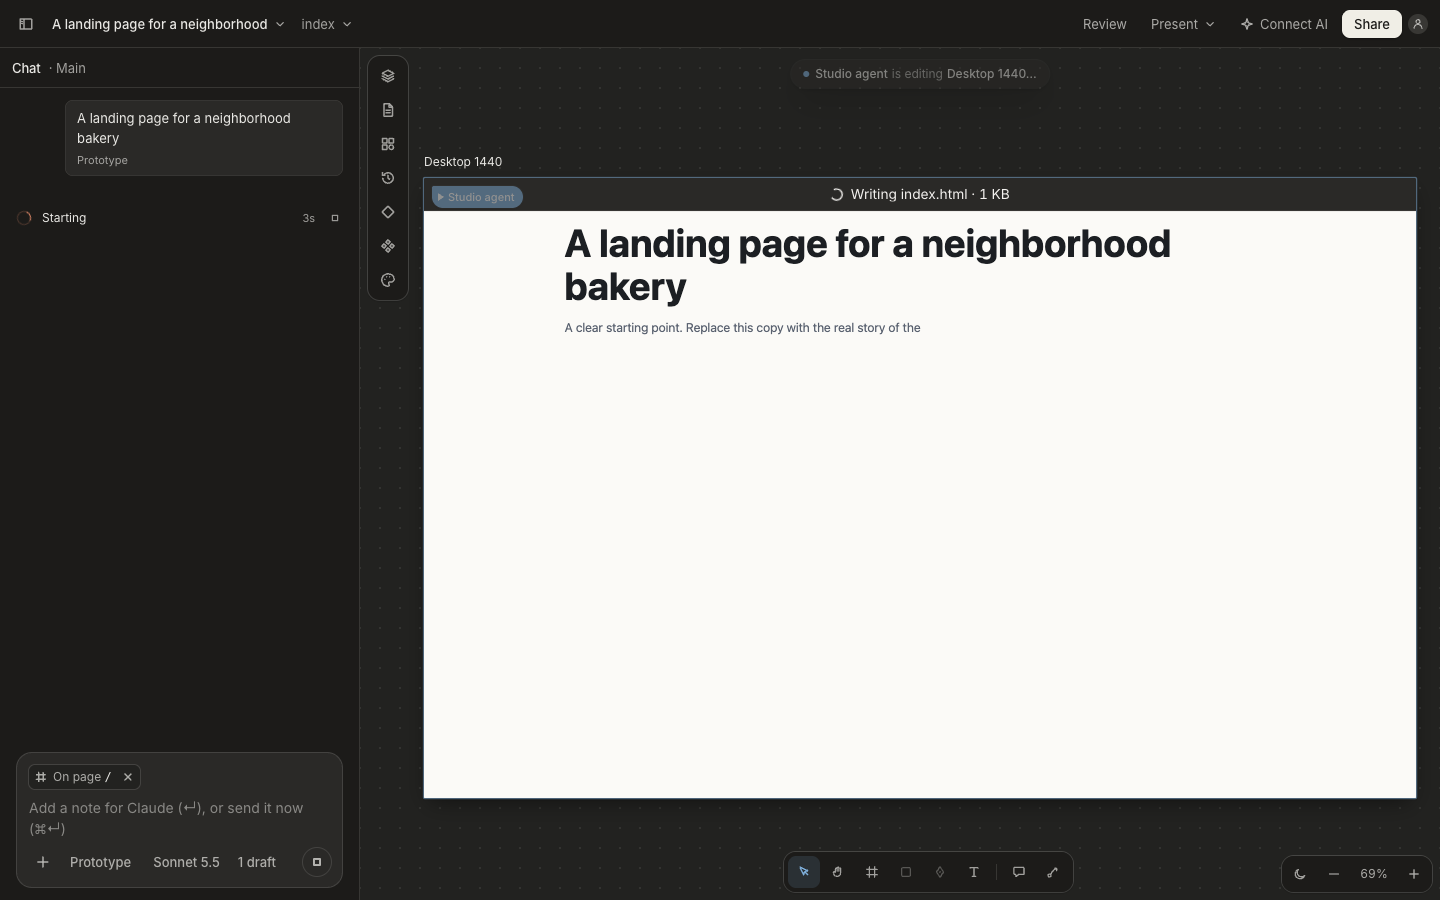 A landing page for a neighborhood
index
Review
Present
Connect AI
Share
Chat · Main
A landing page for a neighborhood
bakery
Prototype
Starting
3s
Studio agent is editing Desktop 1440...
Desktop 1440
Studio agent
Writing index.html · 1 KB
A landing page for a neighborhood
bakery
A clear starting point. Replace this copy with the real story of the
On page /
Add a note for Claude (↵), or send it now
(⌘↵)
Prototype
Sonnet 5.5
1 draft
69%